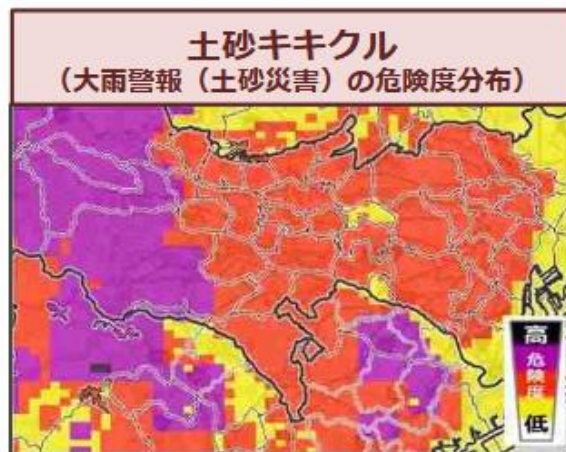 土砂キキクル
（大雨警報（土砂災害）の危険度分布）
高
危険度
低